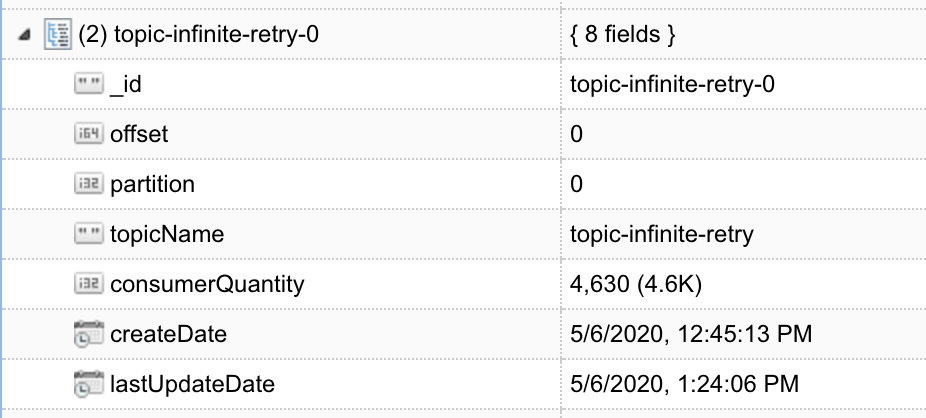 (2) topic-infinite-retry-0 { 8 fields }
" " _id topic-infinite-retry-0
i64 offset 0
i32 partition 0
" " topicName topic-infinite-retry
i32 consumerQuantity 4,630 (4.6K)
createDate 5/6/2020, 12:45:13 PM
lastUpdateDate 5/6/2020, 1:24:06 PM